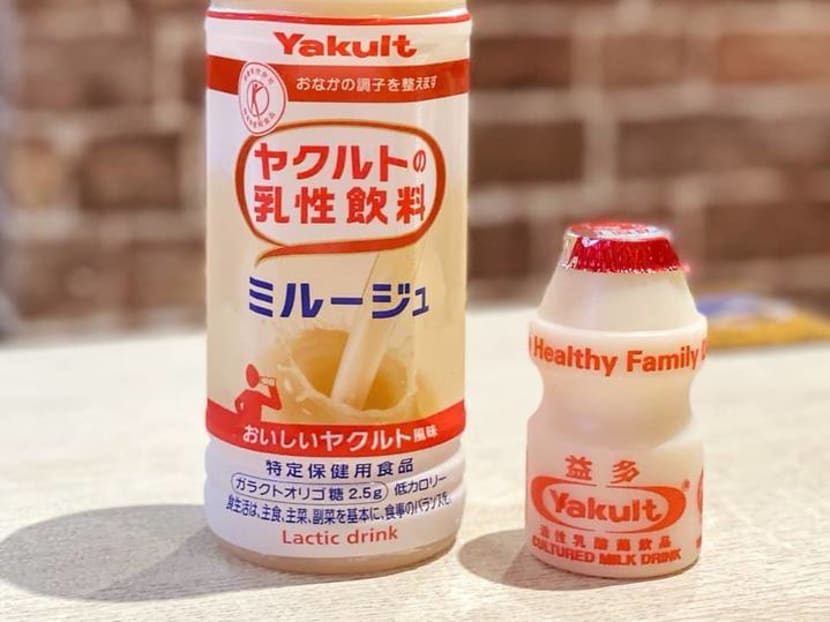 Yakult
おなかの調子を整えます
ヤクルトの
乳性飲料
ミルージュ
おいしいヤクルト風味
特定保健用食品
ガラクトオリゴ糖2.5g 低カロリー
食生活は、主食、主菜、副菜を基本に、食事のバランスを。
Lactic drink
Healthy Family
益多
Yakult
活性乳酸菌飲品
CULTURED MILK DRINK